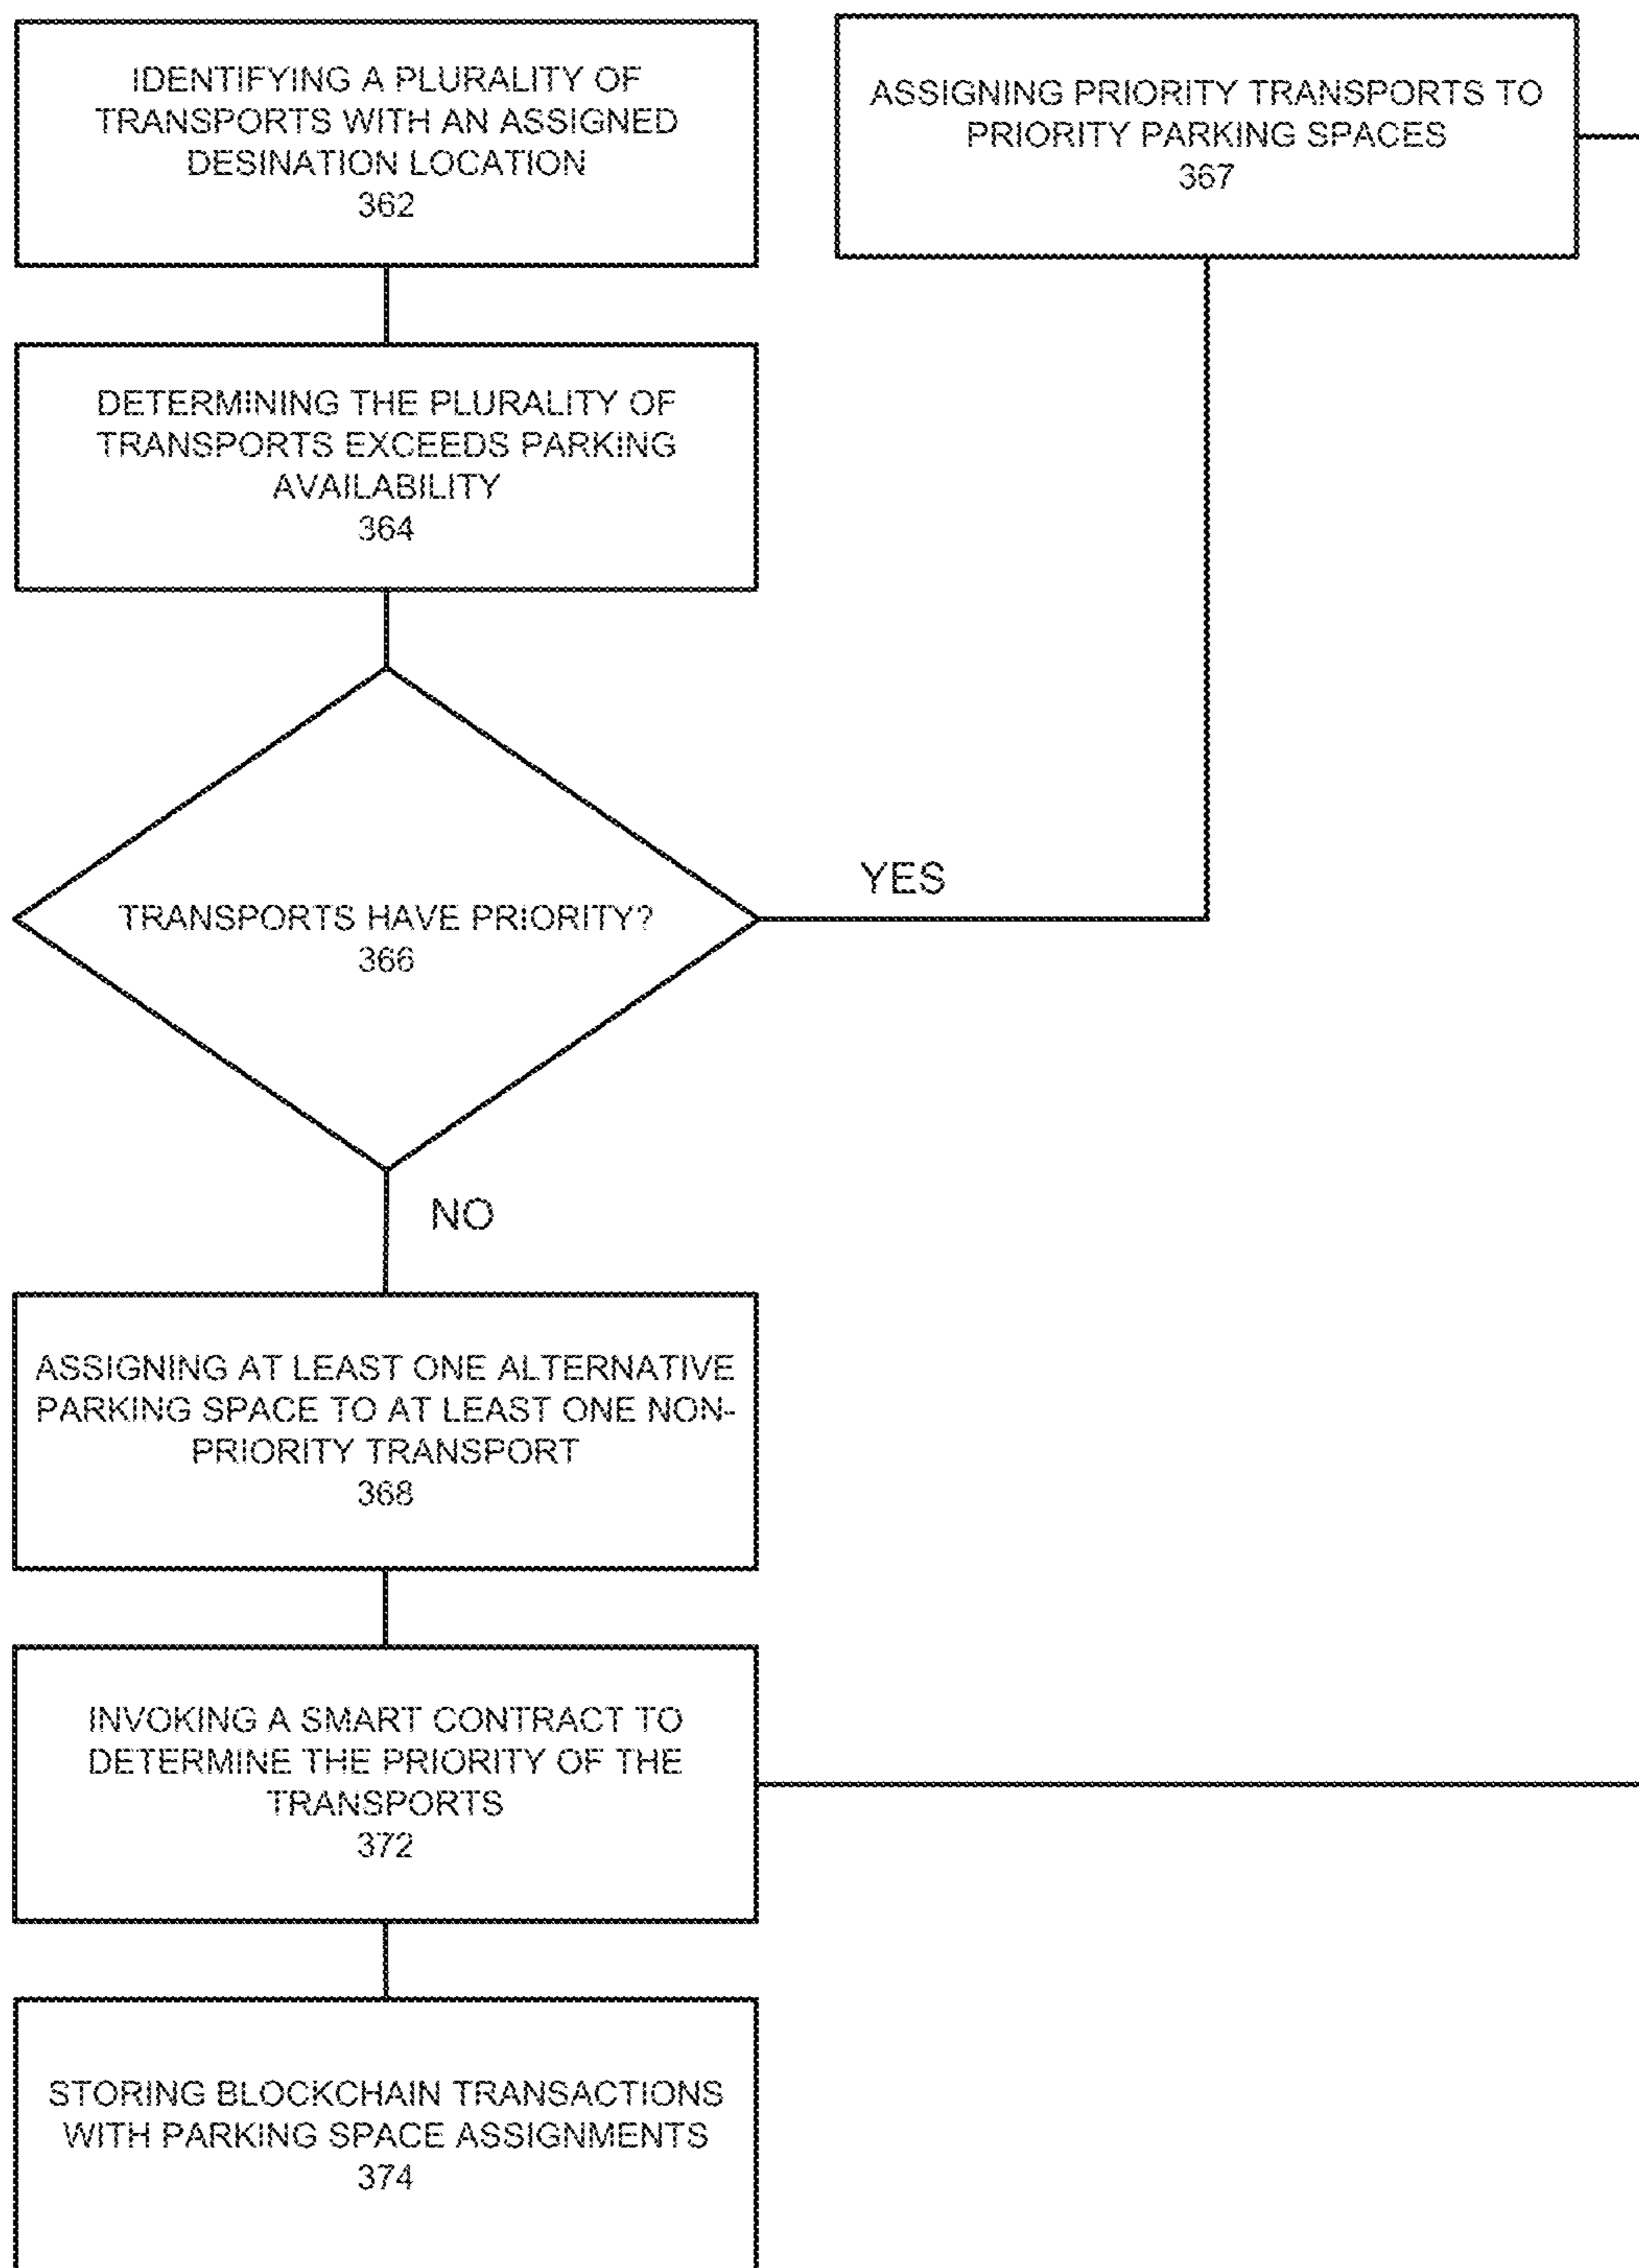 IDENTIFYING A PLURALITY OF
TRANSPORTS WITH AN ASSIGNED
DESINATION LOCATION
362
ASSIGNING PRIORITY TRANSPORTS TO
PRIORITY PARKING SPACES
367
DETERMINING THE PLURALITY OF
TRANSPORTS EXCEEDS PARKING
AVAILABILITY
364
TRANSPORTS HAVE PRIORITY?
366
YES
NO
ASSIGNING AT LEAST ONE ALTERNATIVE
PARKING SPACE TO AT LEAST ONE NON-
PRIORITY TRANSPORT
368
INVOKING A SMART CONTRACT TO
DETERMINE THE PRIORITY OF THE
TRANSPORTS
372
STORING BLOCKCHAIN TRANSACTIONS
WITH PARKING SPACE ASSIGNMENTS
374